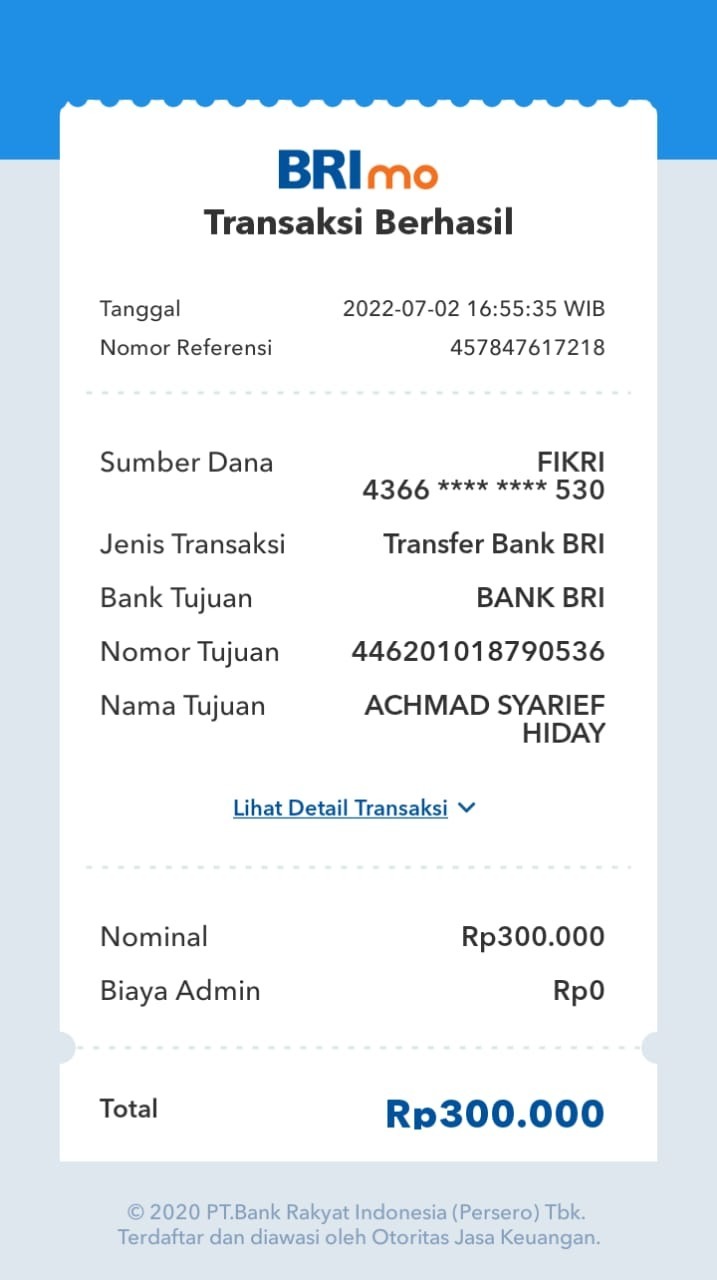 BRImo
Transaksi Berhasil
Tanggal 2022-07-02 16:55:35 WIB
Nomor Referensi 457847617218
Sumber Dana FIKRI
4366 **** **** 530
Jenis Transaksi Transfer Bank BRI
Bank Tujuan BANK BRI
Nomor Tujuan 446201018790536
Nama Tujuan ACHMAD SYARIEF
HIDAY
Lihat Detail Transaksi
Nominal Rp300.000
Biaya Admin Rp0
Total Rp300.000
© 2020 PT.Bank Rakyat Indonesia (Persero) Tbk.
Terdaftar dan diawasi oleh Otoritas Jasa Keuangan.